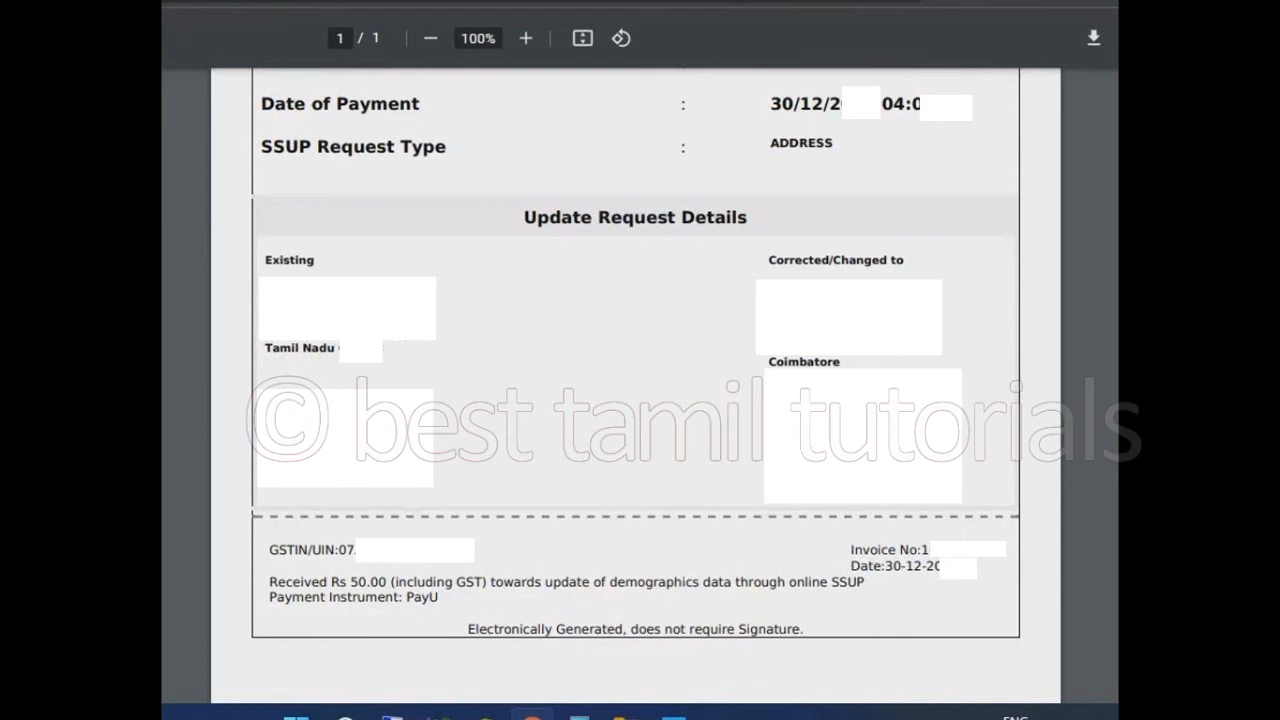 1 / 1 100%
Date of Payment : 30/12/2 04:0
SSUP Request Type : ADDRESS
Update Request Details
Existing Corrected/Changed to
Tamil Nadu
Coimbatore
© best tamil tutorials
GSTIN/UIN:07 Invoice No:1
Date:30-12-20
Received Rs 50.00 (including GST) towards update of demographics data through online SSUP
Payment Instrument: PayU
Electronically Generated, does not require Signature.
ENG